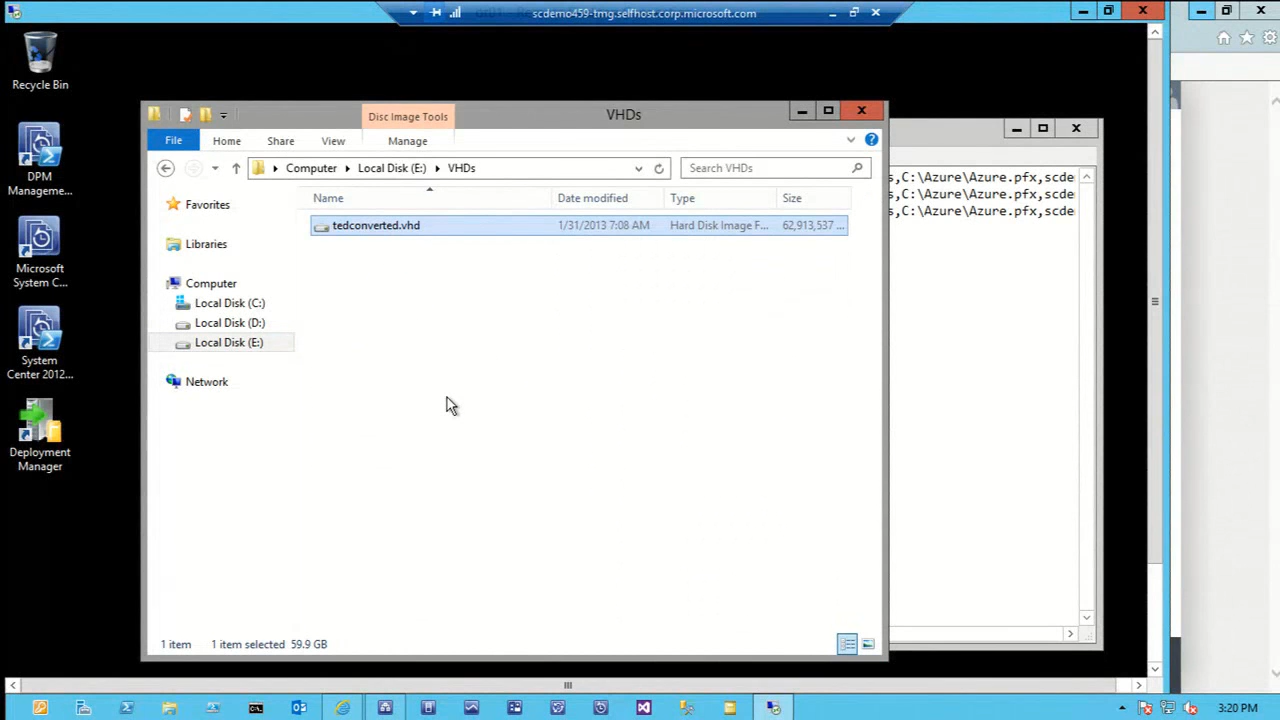 scdemo459-tmg.selfhost.corp.microsoft.com
Recycle Bin
DPM
Manageme...
Microsoft
System C...
System
Center 2012...
Deployment
Manager
Disc Image Tools
VHDs
File
Home
Share
View
Manage
Computer
Local Disk (E:)
VHDs
Search VHDs
Name
Date modified
Type
Size
tedconverted.vhd
1/31/2013 7:08 AM
Hard Disk Image F...
62,913,537 ...
Favorites
Libraries
Computer
Local Disk (C:)
Local Disk (D:)
Local Disk (E:)
Network
1 item
1 item selected 59.9 GB
s,C:\Azure\Azure.pfx,scde
s,C:\Azure\Azure.pfx,scde
s,C:\Azure\Azure.pfx,scde
3:20 PM